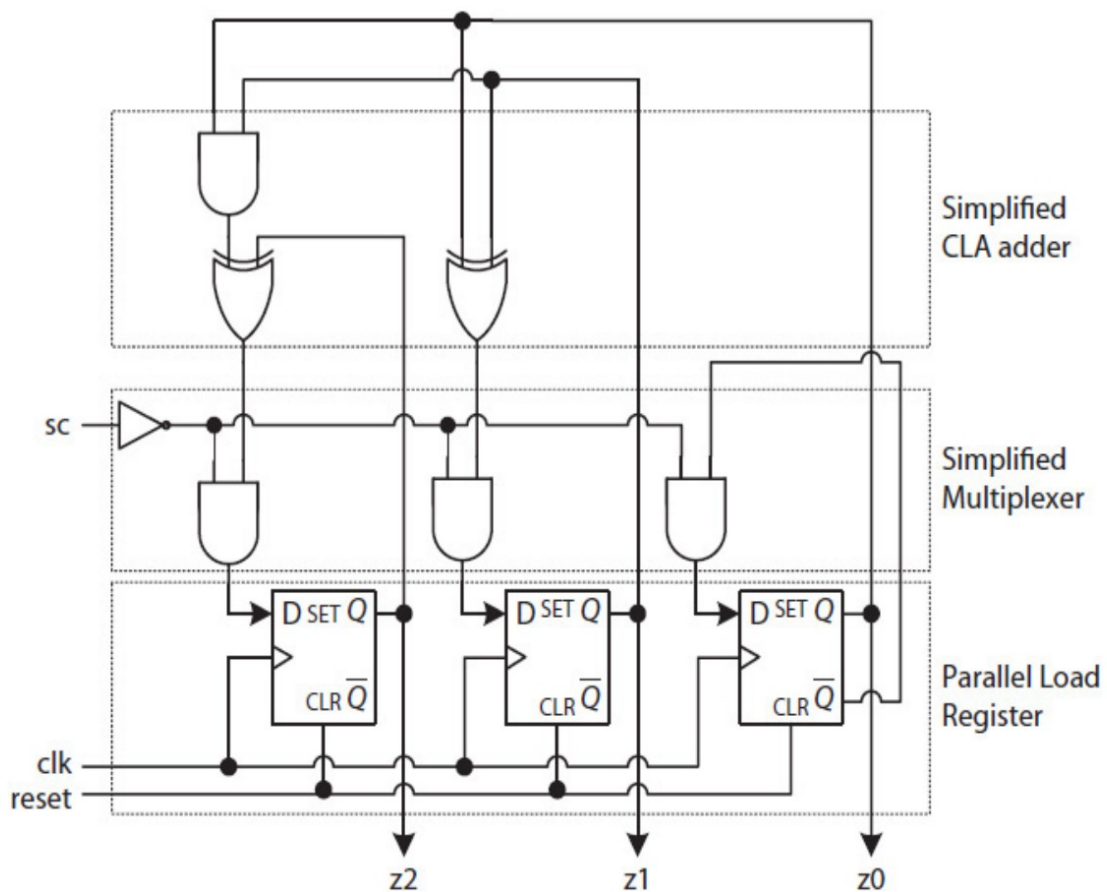 Simplified
CLA adder
sc
Simplified
Multiplexer
D SET Q
CLR Q̅
D SET Q
CLR Q̅
D SET Q
CLR Q̅
Parallel Load
Register
clk
reset
z2
z1
z0